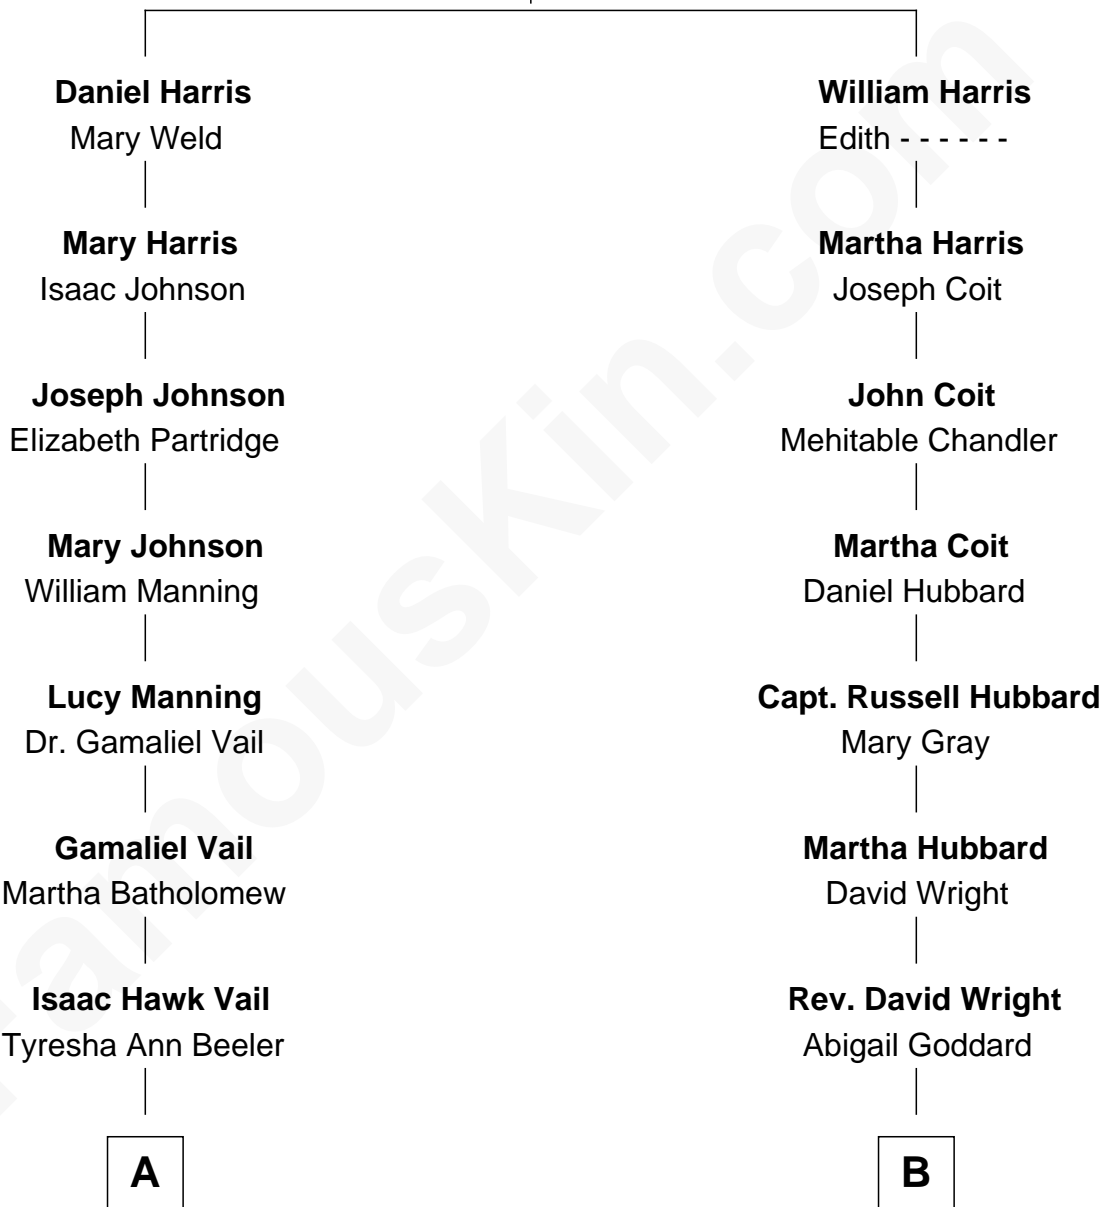 Daniel Harris
Mary Weld
Mary Harris
Isaac Johnson
Joseph Johnson
Elizabeth Partridge
Mary Johnson
William Manning
Lucy Manning
Dr. Gamaliel Vail
Gamaliel Vail
Martha Batholomew
Isaac Hawk Vail
Tyresha Ann Beeler
A
William Harris
Edith - - - - - -
Martha Harris
Joseph Coit
John Coit
Mehitable Chandler
Martha Coit
Daniel Hubbard
Capt. Russell Hubbard
Mary Gray
Martha Hubbard
David Wright
Rev. David Wright
Abigail Goddard
B
FamousKin.com